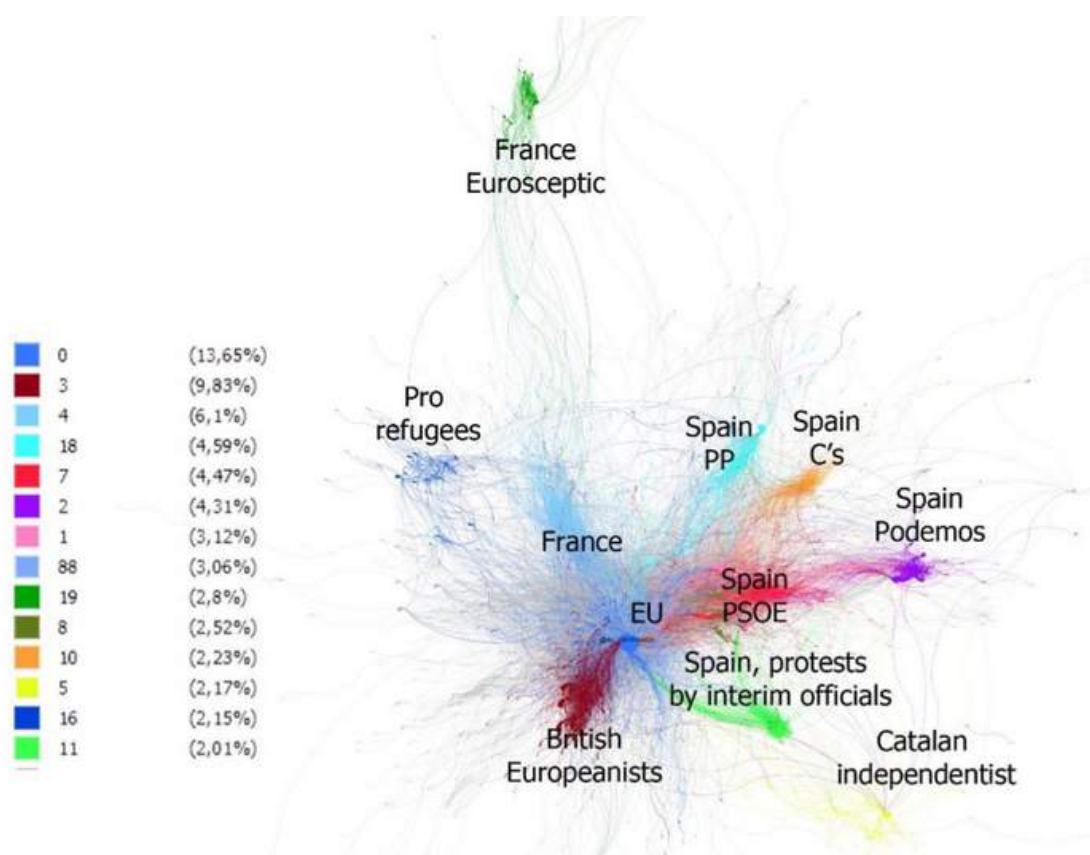 France
Eurosceptic
0 (13,65%)
3 (9,83%)
4 (6,1%)
18 (4,59%)
7 (4,47%)
2 (4,31%)
1 (3,12%)
88 (3,06%)
19 (2,8%)
8 (2,52%)
10 (2,23%)
5 (2,17%)
16 (2,15%)
11 (2,01%)
Pro
refugees
Spain
PP
Spain
C's
Spain
Podemos
France
EU
Spain
PSOE
Spain, protests
by interim officials
British
Europeanists
Catalan
independentist